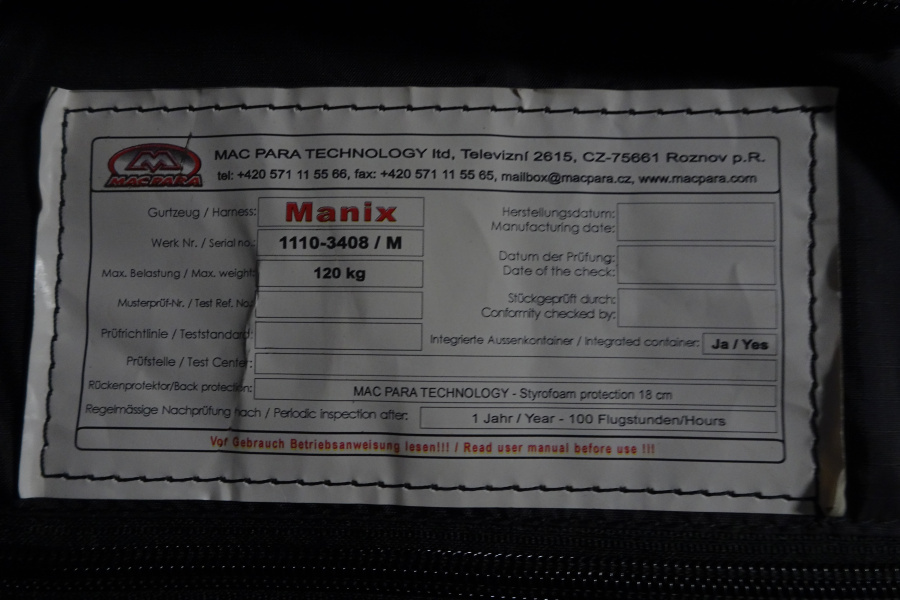 MAC PARA
MAC PARA TECHNOLOGY ltd, Televizní 2615, CZ-75661 Roznov p.R.
tel: +420 571 11 55 66, fax: +420 571 11 55 65, mailbox@macpara.cz, www.macpara.com
Gurtzeug / Harness: Manix
Werk Nr. / Serial no.: 1110-3408 / M
Max. Belastung / Max. weight: 120 kg
Musterprüf-Nr. / Test Ref. No.:
Prüfrichtlinie / Teststandard:
Herstellungsdatum:
Manufacturing date:
Datum der Prüfung:
Date of the check:
Stückgeprüft durch:
Conformity checked by:
Integrierte Aussenkontainer / Integrated container: Ja / Yes
Prüfstelle / Test Center:
Rückenprotektor/Back protection: MAC PARA TECHNOLOGY - Styrofoam protection 18 cm
Regelmässige Nachprüfung nach / Periodic inspection after: 1 Jahr / Year - 100 Flugstunden/Hours
Vor Gebrauch Betriebsanweisung lesen!!! / Read user manual before use !!!